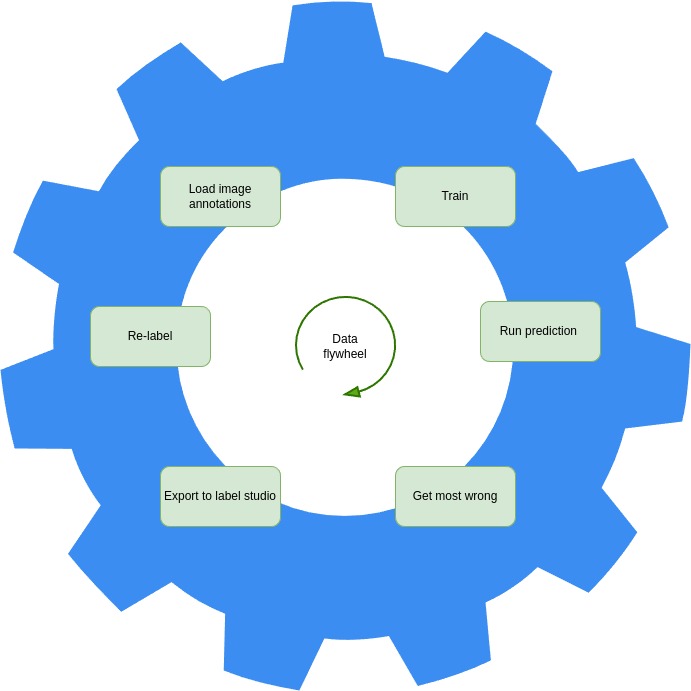 Load image
annotations
Train
Re-label
Data
flywheel
Run prediction
Export to label studio
Get most wrong